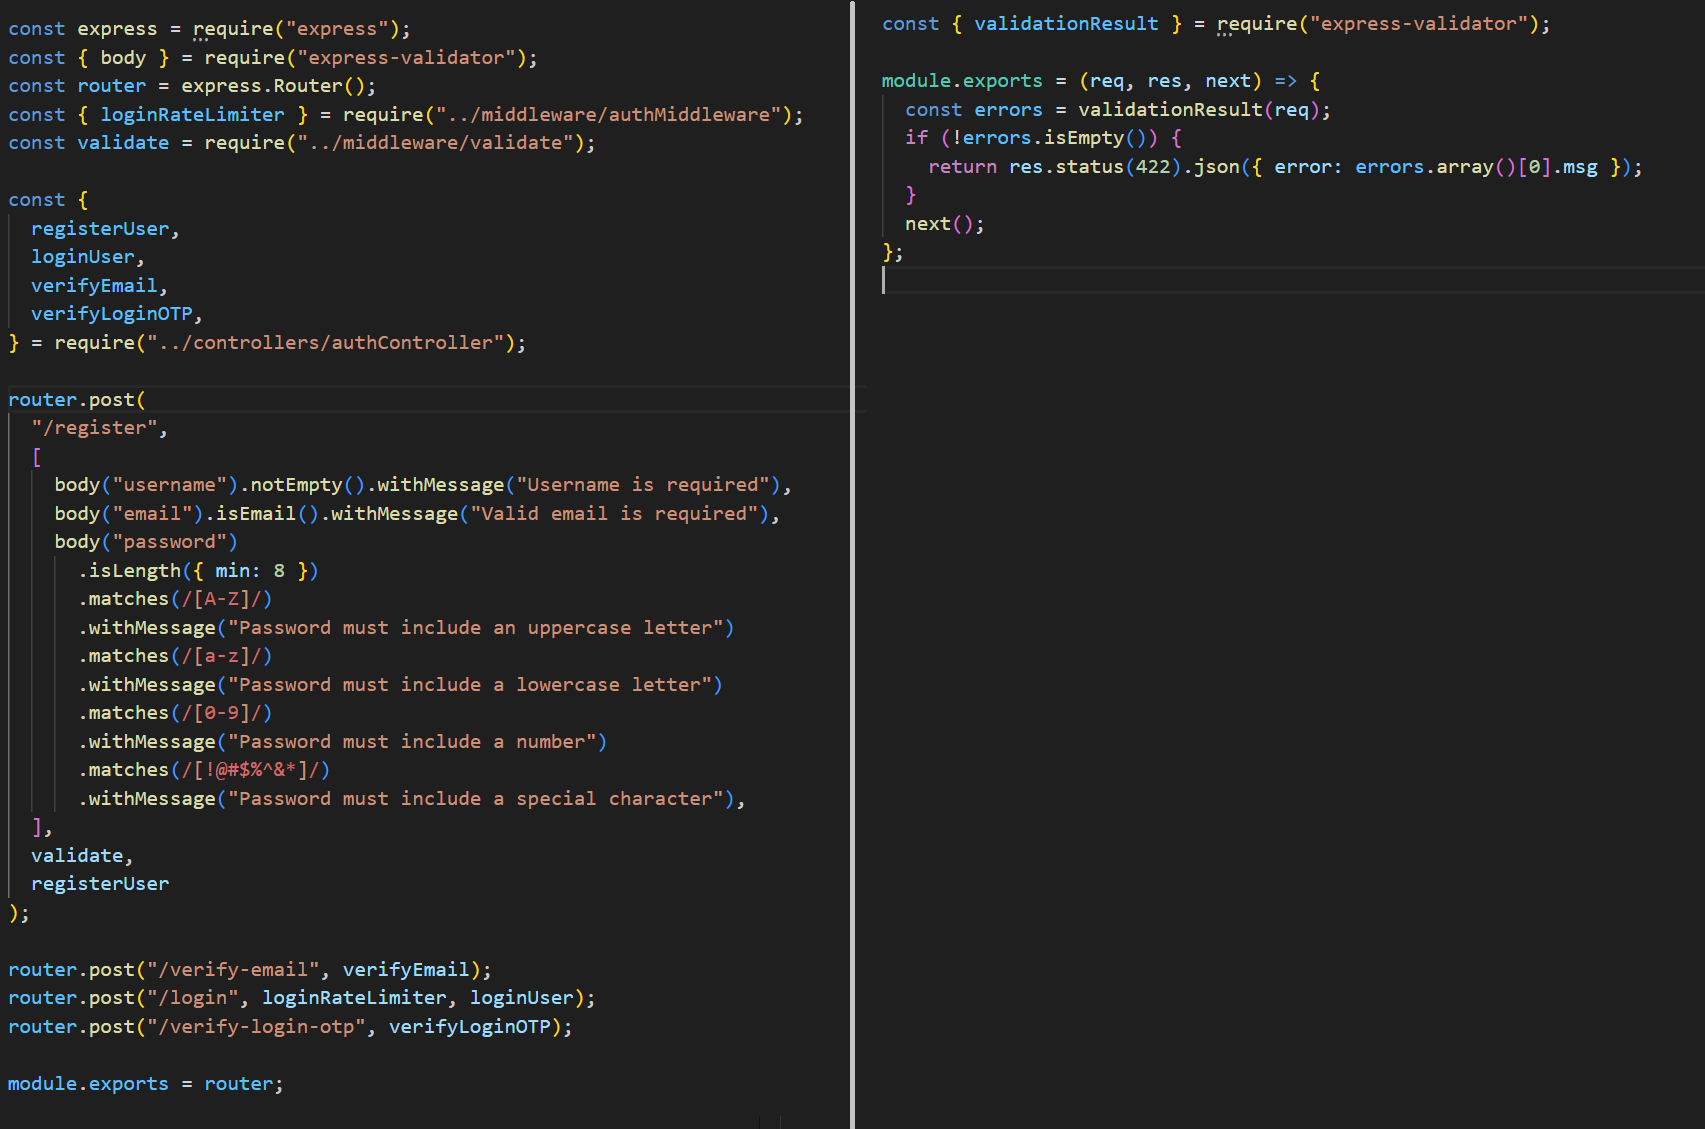 const express = require("express");
const { body } = require("express-validator");
const router = express.Router();
const { loginRateLimiter } = require("../middleware/authMiddleware");
const validate = require("../middleware/validate");

const {
  registerUser,
  loginUser,
  verifyEmail,
  verifyLoginOTP,
} = require("../controllers/authController");

router.post(
  "/register",
  [
    body("username").notEmpty().withMessage("Username is required"),
    body("email").isEmail().withMessage("Valid email is required"),
    body("password")
      .isLength({ min: 8 })
      .matches(/[A-Z]/)
      .withMessage("Password must include an uppercase letter")
      .matches(/[a-z]/)
      .withMessage("Password must include a lowercase letter")
      .matches(/[0-9]/)
      .withMessage("Password must include a number")
      .matches(/[!@#$%^&*]/)
      .withMessage("Password must include a special character"),
  ],
  validate,
  registerUser
);

router.post("/verify-email", verifyEmail);
router.post("/login", loginRateLimiter, loginUser);
router.post("/verify-login-otp", verifyLoginOTP);

module.exports = router;

const { validationResult } = require("express-validator");

module.exports = (req, res, next) => {
  const errors = validationResult(req);
  if (!errors.isEmpty()) {
    return res.status(422).json({ error: errors.array()[0].msg });
  }
  next();
};